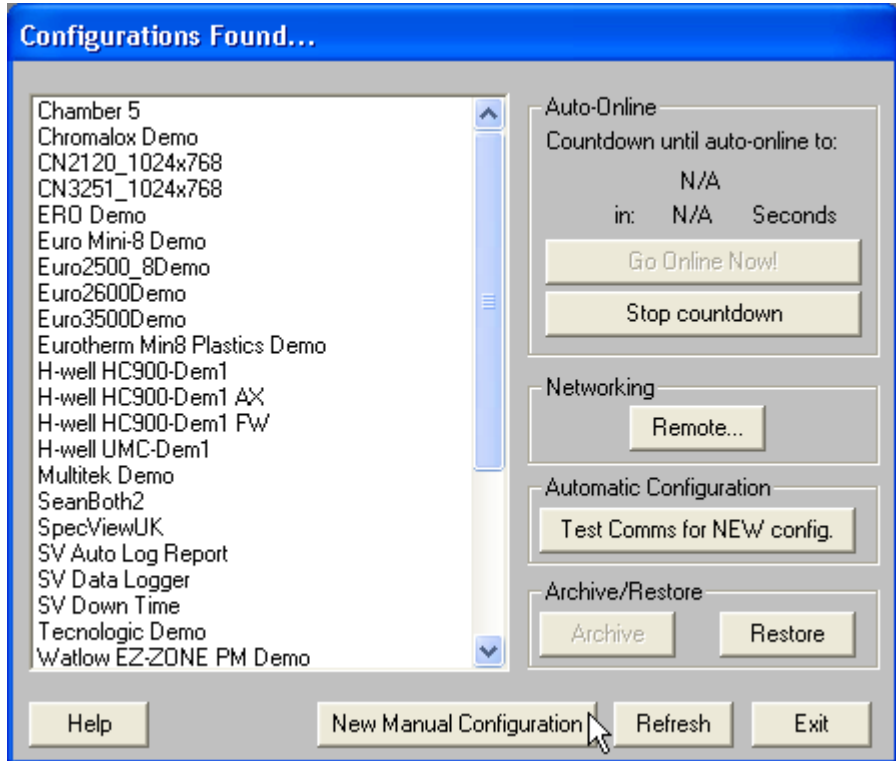 Configurations Found...
Chamber 5
Chromalox Demo
CN2120_1024x768
CN3251_1024x768
ERO Demo
Euro Mini-8 Demo
Euro2500_8Demo
Euro2600Demo
Euro3500Demo
Eurotherm Min8 Plastics Demo
H-well HC900-Dem1
H-well HC900-Dem1 AX
H-well HC900-Dem1 FW
H-well UMC-Dem1
Multitek Demo
SeanBoth2
SpecViewUK
SV Auto Log Report
SV Data Logger
SV Down Time
Tecnologic Demo
Watlow EZ-ZONE PM Demo
Auto-Online
Countdown until auto-online to:
N/A
in: N/A Seconds
Go Online Now!
Stop countdown
Networking
Remote...
Automatic Configuration
Test Comms for NEW config.
Archive/Restore
Archive Restore
Help New Manual Configuration Refresh Exit